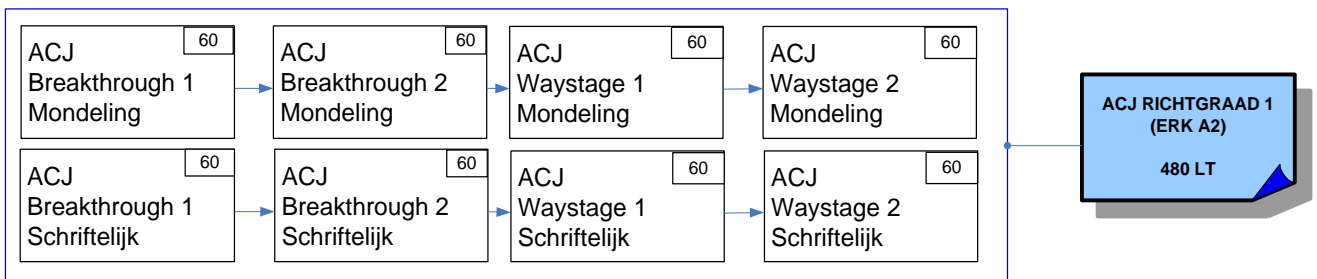 ACJ
60
Breakthrough 1
Mondeling
ACJ
60
Breakthrough 2
Mondeling
ACJ
60
Waystage 1
Mondeling
ACJ
60
Waystage 2
Mondeling
ACJ
60
Breakthrough 1
Schriftelijk
ACJ
60
Breakthrough 2
Schriftelijk
ACJ
60
Waystage 1
Schriftelijk
ACJ
60
Waystage 2
Schriftelijk
ACJ RICHTGRAAD 1
(ERK A2)
480 LT